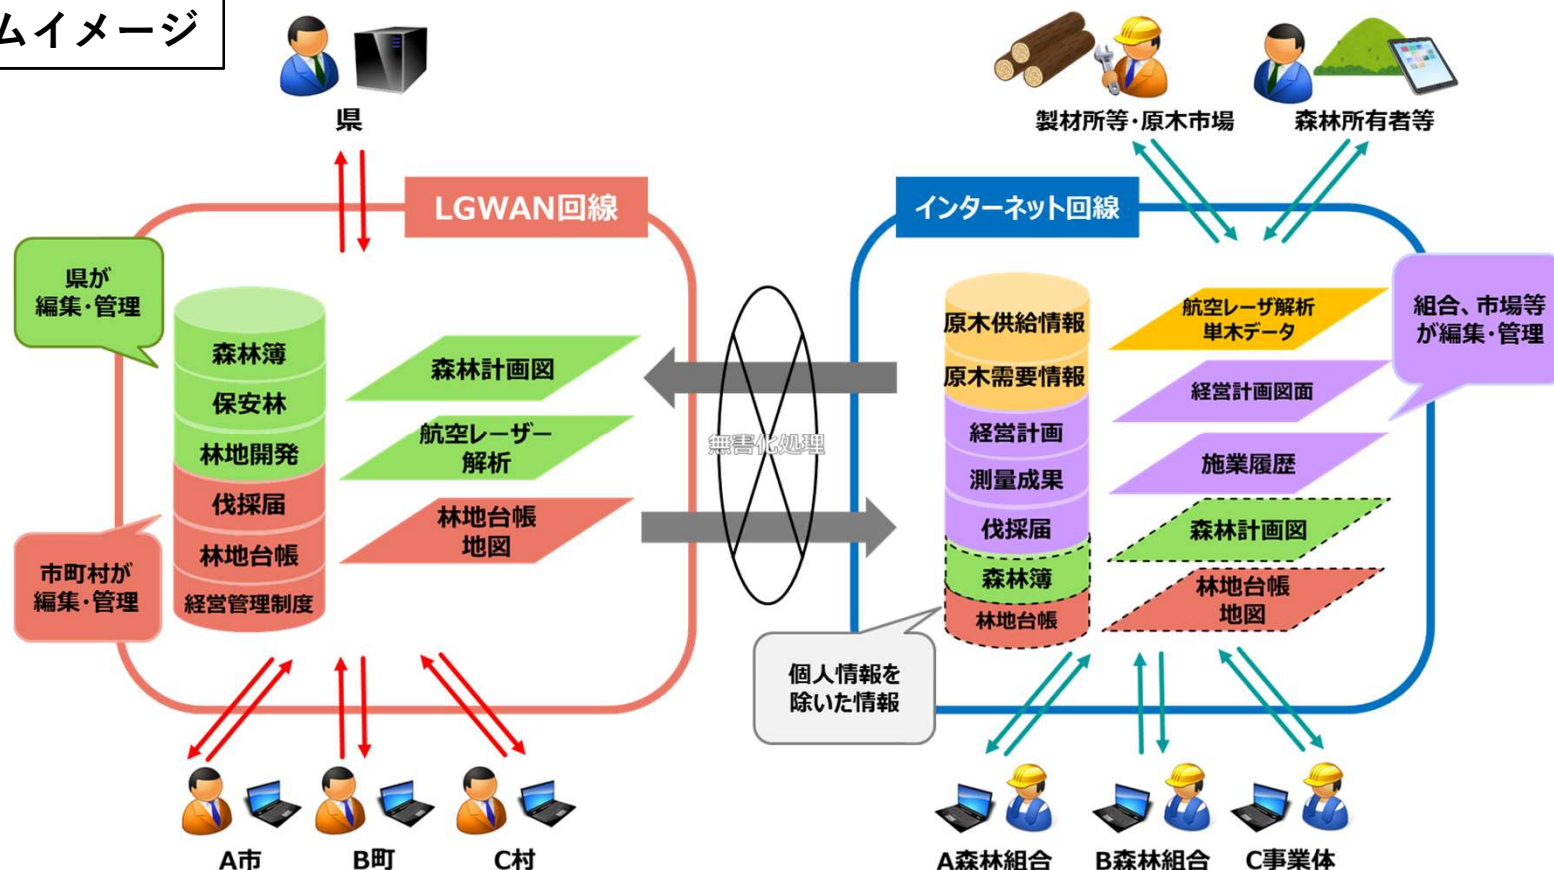 ムイメージ
県
製材所等・原木市場
森林所有者等
LGWAN回線
インターネット回線
県が
編集・管理
森林簿
保安林
林地開発
伐採届
林地台帳
経営管理制度
森林計画図
航空レーザー
解析
林地台帳
地図
市町村が
編集・管理
無害化処理
原木供給情報
原木需要情報
経営計画
測量成果
伐採届
森林簿
林地台帳
航空レーザ解析
単木データ
経営計画図面
施業履歴
森林計画図
林地台帳
地図
組合、市場等
が編集・管理
個人情報を
除いた情報
A市
B町
C村
A森林組合
B森林組合
C事業体